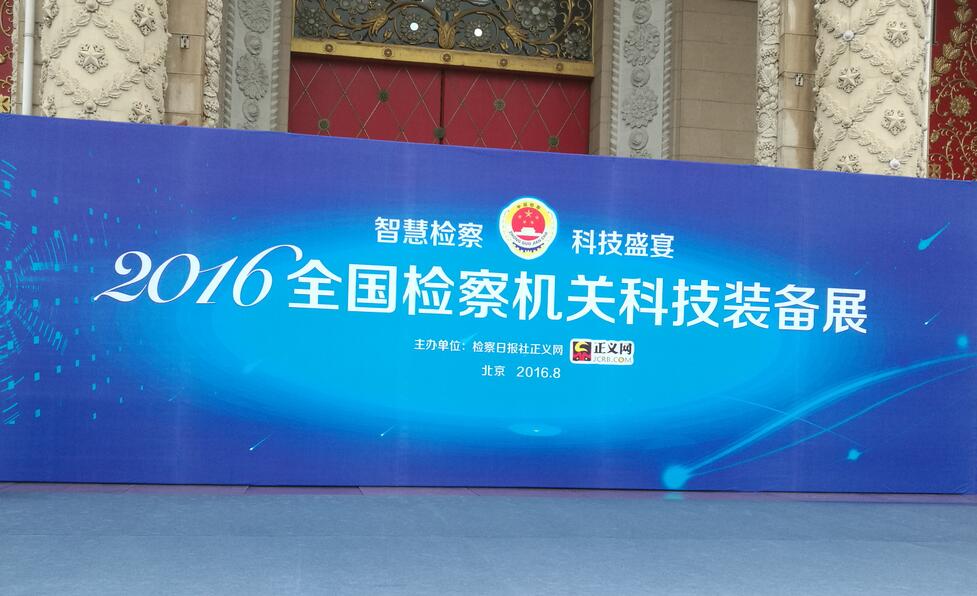 智慧检察 科技盛宴
2016全国检察机关科技装备展
主办单位：检察日报社正义网 正义网
JCRB.COM
北京 2016.8